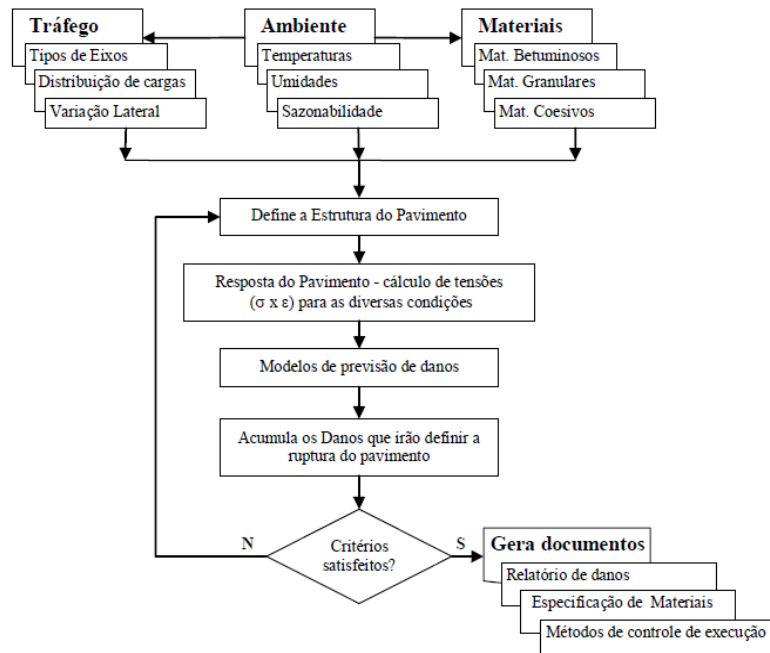 Tráfego
Tipos de Eixos
Distribuição de cargas
Variação Lateral
Ambiente
Temperaturas
Umidades
Sazonabilidade
Materiais
Mat. Betuminosos
Mat. Granulares
Mat. Coesivos
Define a Estrutura do Pavimento
Resposta do Pavimento - cálculo de tensões
(σ x ε) para as diversas condições
Modelos de previsão de danos
Acumula os Danos que irão definir a
ruptura do pavimento
N
Critérios
satisfeitos?
S
Gera documentos
Relatório de danos
Especificação de Materiais
Métodos de controle de execução